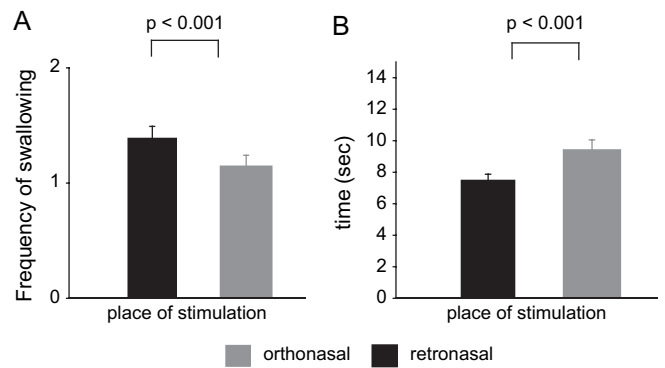 A
p < 0.001
Frequency of swallowing
2
1
0
place of stimulation
B
p < 0.001
time (sec)
14
12
10
8
6
4
2
0
place of stimulation
orthonasal
retronasal